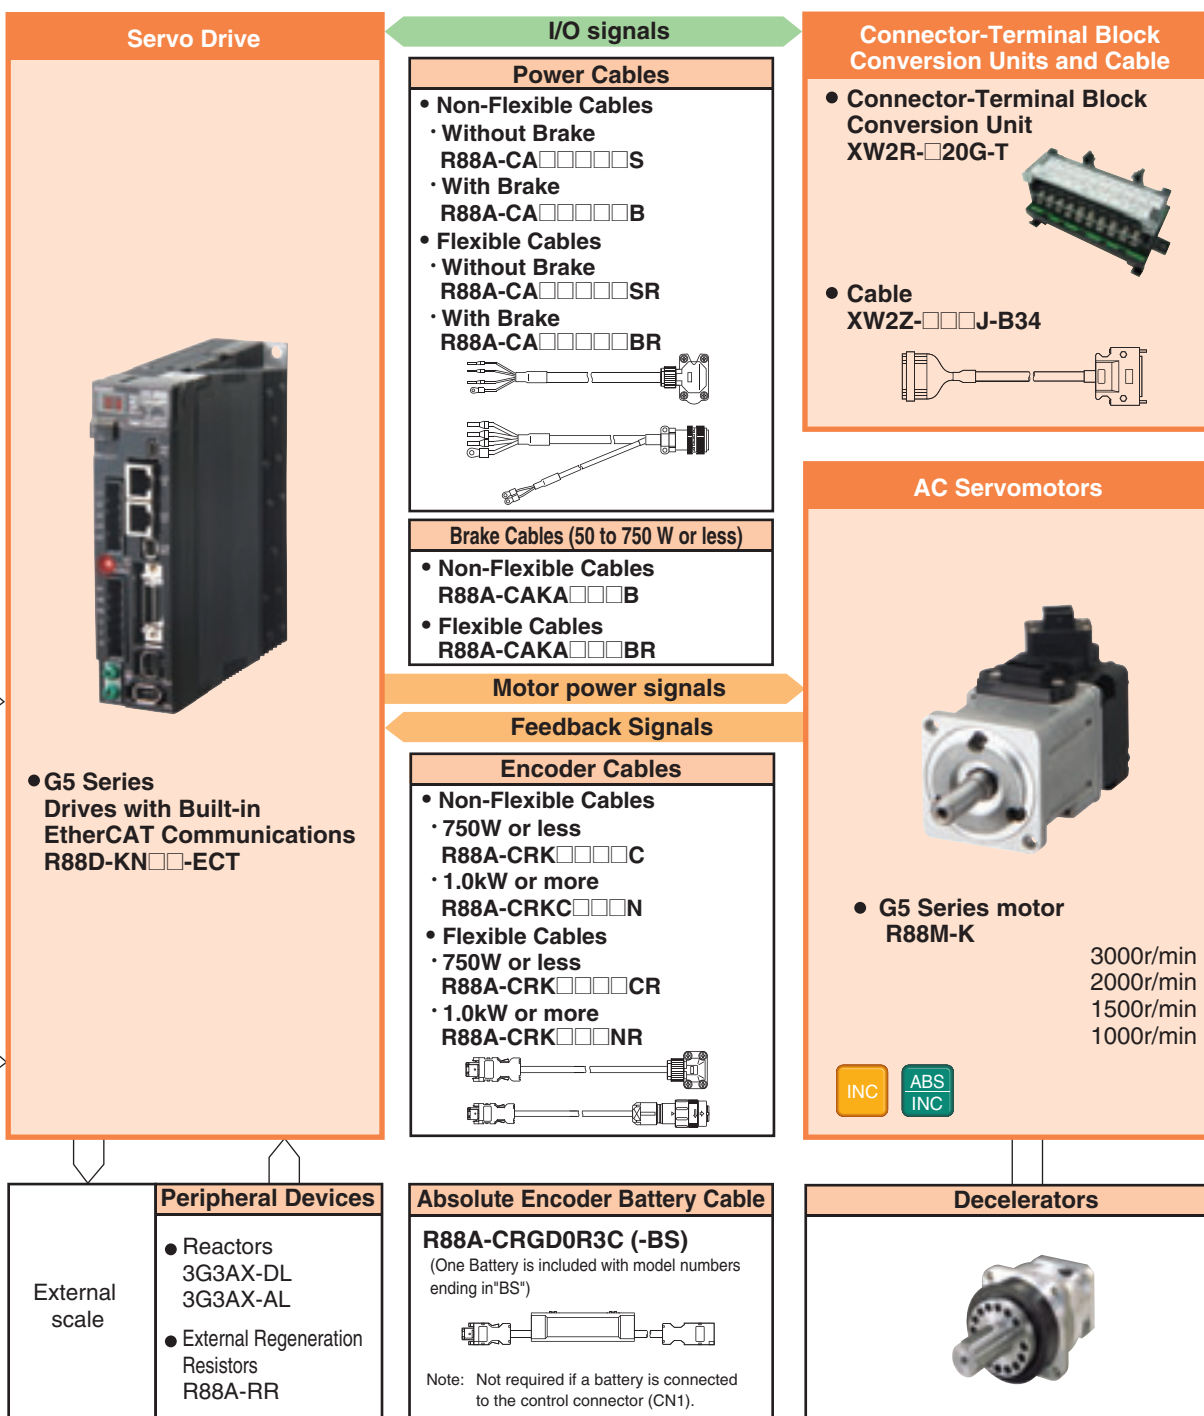 Servo Drive
• G5 Series
Drives with Built-in
EtherCAT Communications
R88D-KN□□-ECT
I/O signals
Power Cables
• Non-Flexible Cables
・Without Brake
R88A-CA□□□□□S
・With Brake
R88A-CA□□□□□B
• Flexible Cables
・Without Brake
R88A-CA□□□□□SR
・With Brake
R88A-CA□□□□□BR
Brake Cables (50 to 750 W or less)
• Non-Flexible Cables
R88A-CAKA□□□B
• Flexible Cables
R88A-CAKA□□□BR
Motor power signals
Feedback Signals
Encoder Cables
• Non-Flexible Cables
・750W or less
R88A-CRK□□□□C
・1.0kW or more
R88A-CRKC□□□N
• Flexible Cables
・750W or less
R88A-CRK□□□□CR
・1.0kW or more
R88A-CRK□□□NR
Connector-Terminal Block
Conversion Units and Cable
• Connector-Terminal Block
Conversion Unit
XW2R-□20G-T
• Cable
XW2Z-□□□J-B34
AC Servomotors
• G5 Series motor
R88M-K
3000r/min
2000r/min
1500r/min
1000r/min
INC
ABS
INC
External
scale
Peripheral Devices
• Reactors
3G3AX-DL
3G3AX-AL
• External Regeneration
Resistors
R88A-RR
Absolute Encoder Battery Cable
R88A-CRGD0R3C (-BS)
(One Battery is included with model numbers
ending in"BS")
Note: Not required if a battery is connected
to the control connector (CN1).
Decelerators